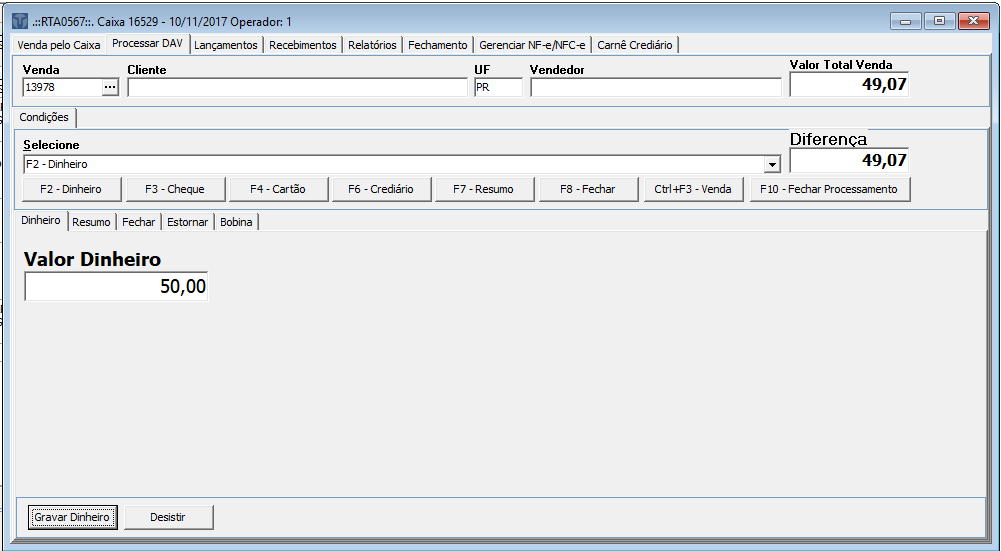 .::RTA0567::. Caixa 16529 - 10/11/2017 Operador: 1
Venda pelo Caixa Processar DAV Lançamentos Recebimentos Relatórios Fechamento Gerenciar NF-e/NFC-e Carnê Crediário
Venda Cliente UF Vendedor Valor Total Venda
13978 ... PR 49,07
Condições
Selecione Diferença
F2 - Dinheiro 49,07
F2 - Dinheiro F3 - Cheque F4 - Cartão F6 - Crediário F7 - Resumo F8 - Fechar Ctrl+F3 - Venda F10 - Fechar Processamento
Dinheiro Resumo Fechar Estornar Bobina
Valor Dinheiro
50,00
Gravar Dinheiro Desistir